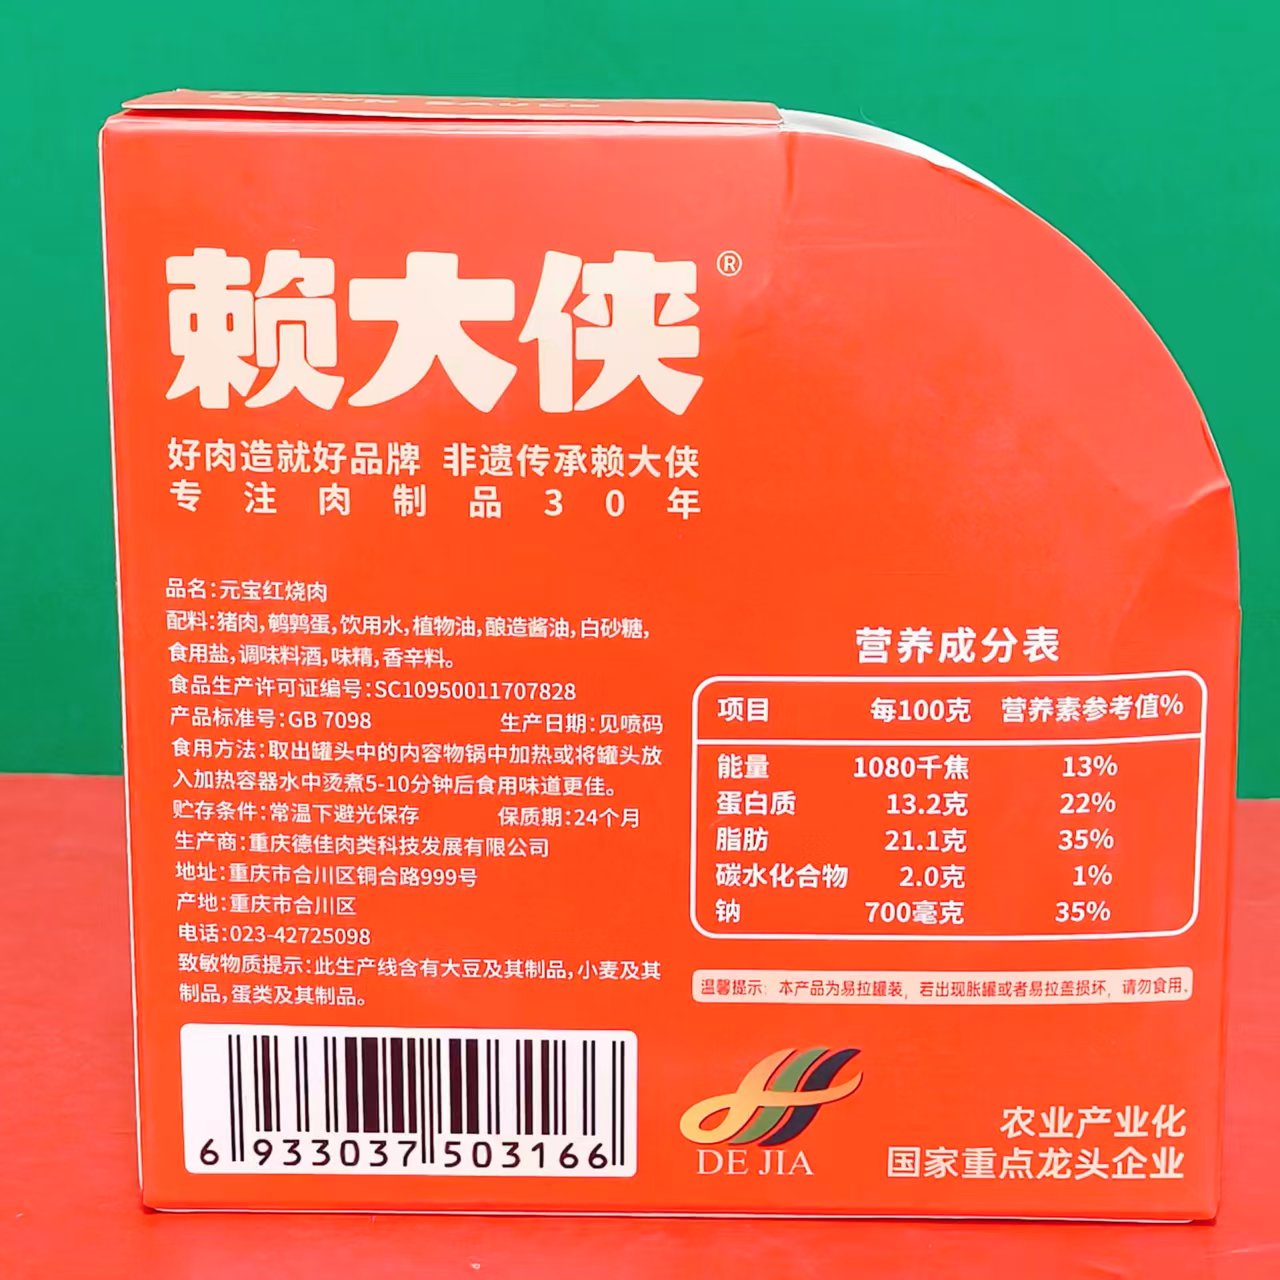 赖大侠®
好肉造就好品牌 非遗传承赖大侠
专注肉制品30年
品名:元宝红烧肉
配料:猪肉,鹌鹑蛋,饮用水,植物油,酿造酱油,白砂糖,
食用盐,调味料酒,味精,香辛料。
食品生产许可证编号:SC10950011707828
产品标准号:GB 7098 生产日期:见喷码
食用方法:取出罐头中的内容物锅中加热或将罐头放
入加热容器水中烫煮5-10分钟后食用味道更佳。
贮存条件:常温下避光保存 保质期:24个月
生产商:重庆德佳肉类科技发展有限公司
地址:重庆市合川区铜合路999号
产地:重庆市合川区
电话:023-42725098
致敏物质提示:此生产线含有大豆及其制品,小麦及其
制品,蛋类及其制品。
6 933037 503166
营养成分表
项目 每100克 营养素参考值%
能量 1080千焦 13%
蛋白质 13.2克 22%
脂肪 21.1克 35%
碳水化合物 2.0克 1%
钠 700毫克 35%
温馨提示:本产品为易拉罐装,若出现胀罐或者易拉盖损坏,请勿食用。
DE JIA
农业产业化
国家重点龙头企业